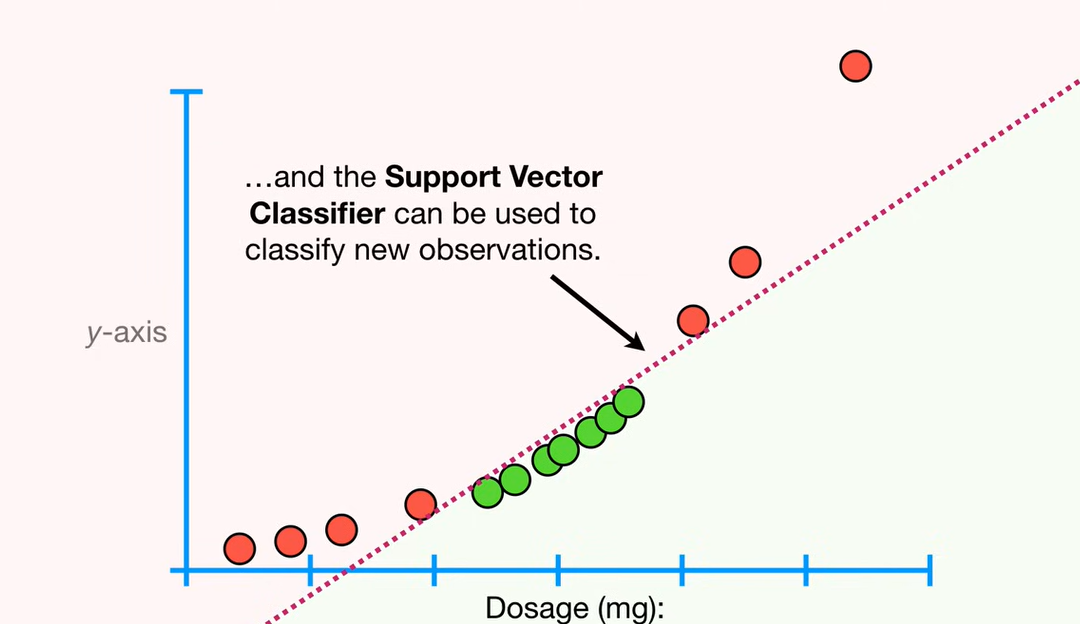 …and the Support Vector
Classifier can be used to
classify new observations.
y-axis
Dosage (mg):